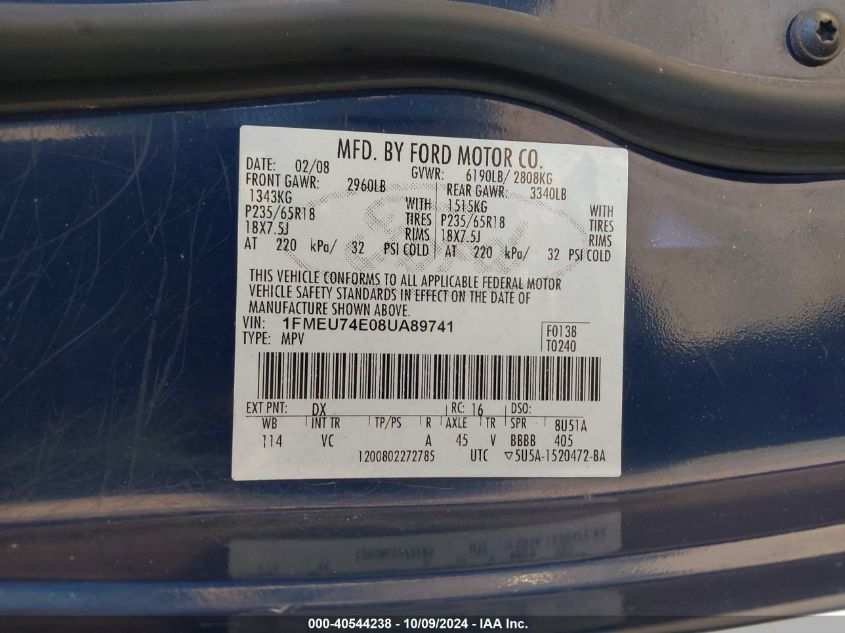 MFD. BY FORD MOTOR CO.
DATE: 02/08 GVWR: 6190LB/ 2808KG
FRONT GAWR: 2960LB REAR GAWR: 3340LB
1343KG WITH 1515KG WITH
P235/65R18 TIRES P235/65R18 TIRES
18X7.5J RIMS 18X7.5J RIMS
AT 220 kPa/ 32 PSI COLD AT 220 kPa/ 32 PSI COLD
THIS VEHICLE CONFORMS TO ALL APPLICABLE FEDERAL MOTOR
VEHICLE SAFETY STANDARDS IN EFFECT ON THE DATE OF
MANUFACTURE SHOWN ABOVE.
VIN: 1FMEU74E08UA89741 F0138
TYPE: MPV T0240
EXT PNT: DX RC: 16 DSO:
WB INT TR TP/PS R AXLE TR SPR 8U51A
114 VC A 45 V BBBB 405
1200802272785 UTC ▽5U5A-1520472-BA
000-40544238 - 10/09/2024 - IAA Inc.